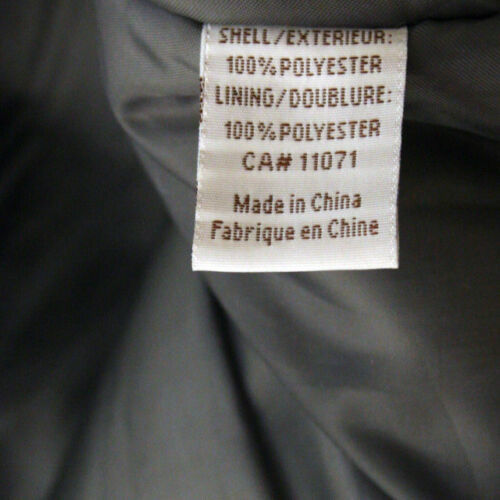 SHELL/EXTERIEUR:
100% POLYESTER
LINING/DOUBLURE:
100% POLYESTER
CA# 11071
Made in China
Fabrique en Chine